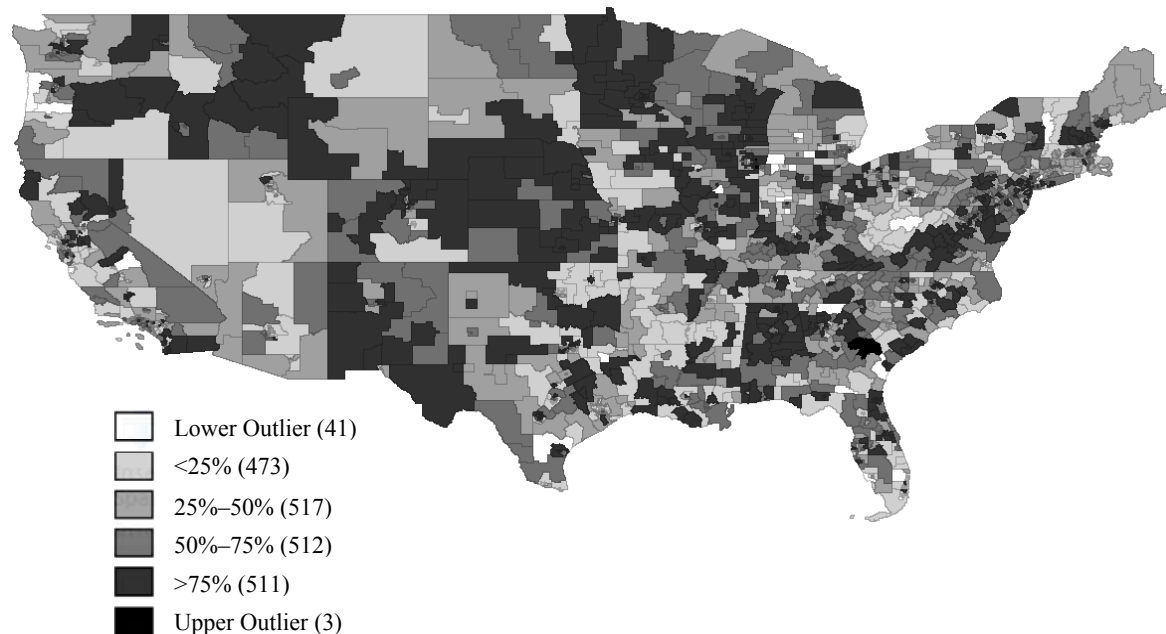 Lower Outlier (41)
<25% (473)
25%–50% (517)
50%–75% (512)
>75% (511)
Upper Outlier (3)